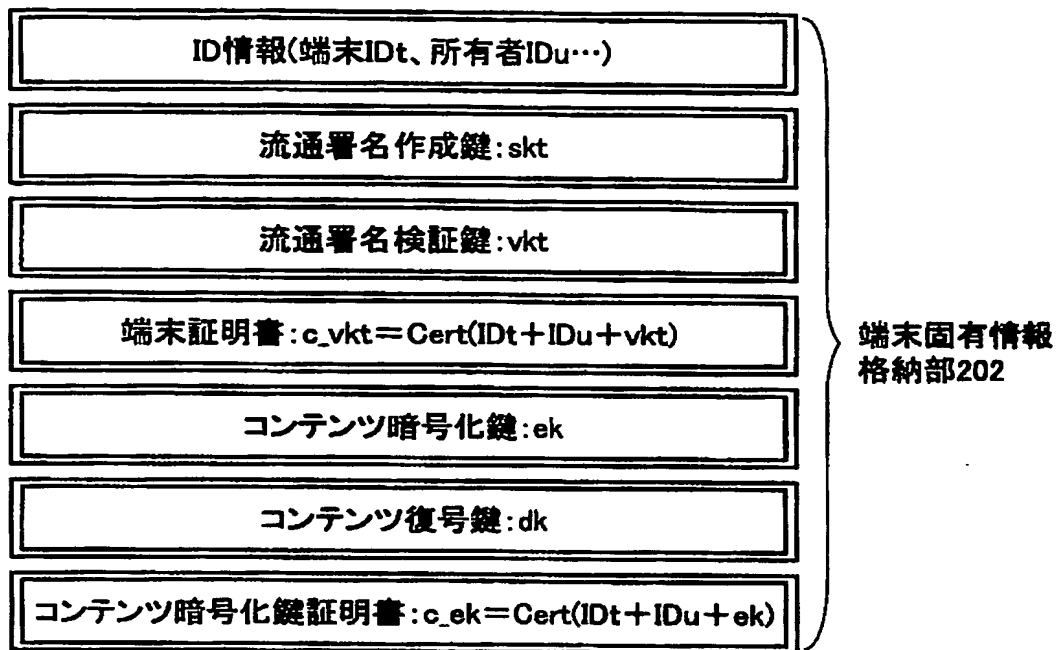 ID情報(端末IDt、所有者IDu…)
流通署名作成鍵:skt
流通署名検証鍵:vkt
端末証明書:c_vkt=Cert(IDt+IDu+vkt)
コンテンツ暗号化鍵:ek
コンテンツ復号鍵:dk
コンテンツ暗号化鍵証明書:c_ek=Cert(IDt+IDu+ek)
端末固有情報
格納部202